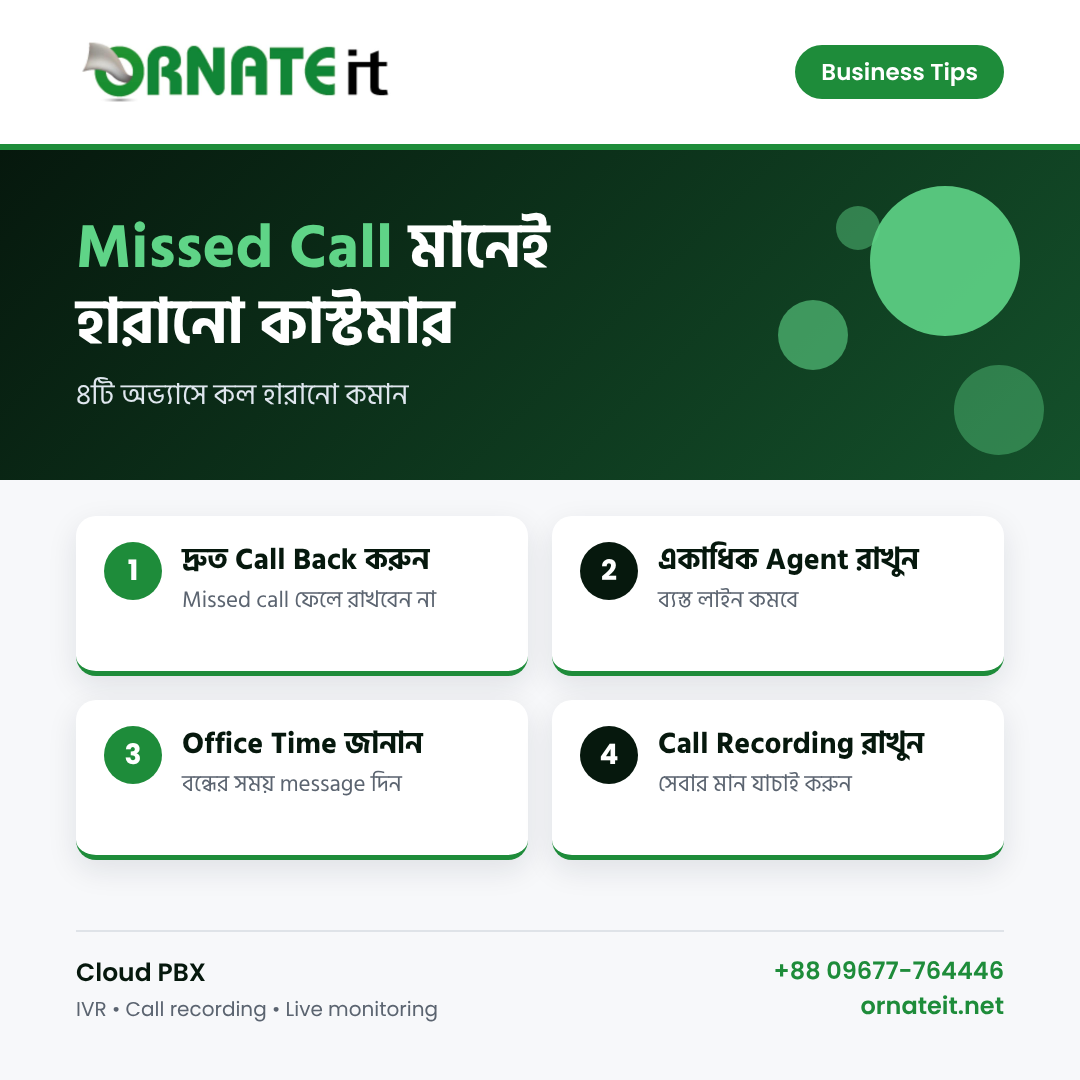 ORNATE it
Business Tips
Missed Call মানেই
হারানো কাস্টমার
৪টি অভ্যাসে কল হারানো কমান
1
দ্রুত Call Back করুন
Missed call ফেলে রাখবেন না
2
একাধিক Agent রাখুন
ব্যস্ত লাইন কমবে
3
Office Time জানান
বন্ধের সময় message দিন
4
Call Recording রাখুন
সেবার মান যাচাই করুন
Cloud PBX
IVR • Call recording • Live monitoring
+88 09677-764446
ornateit.net